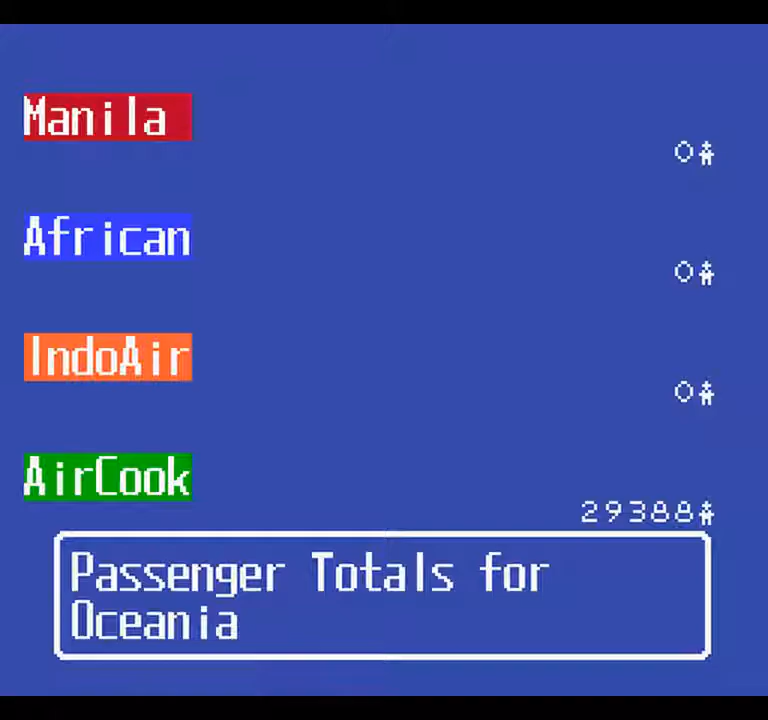 Manila
0
African
0
IndoAir
0
AirCook
29388
Passenger Totals for
Oceania